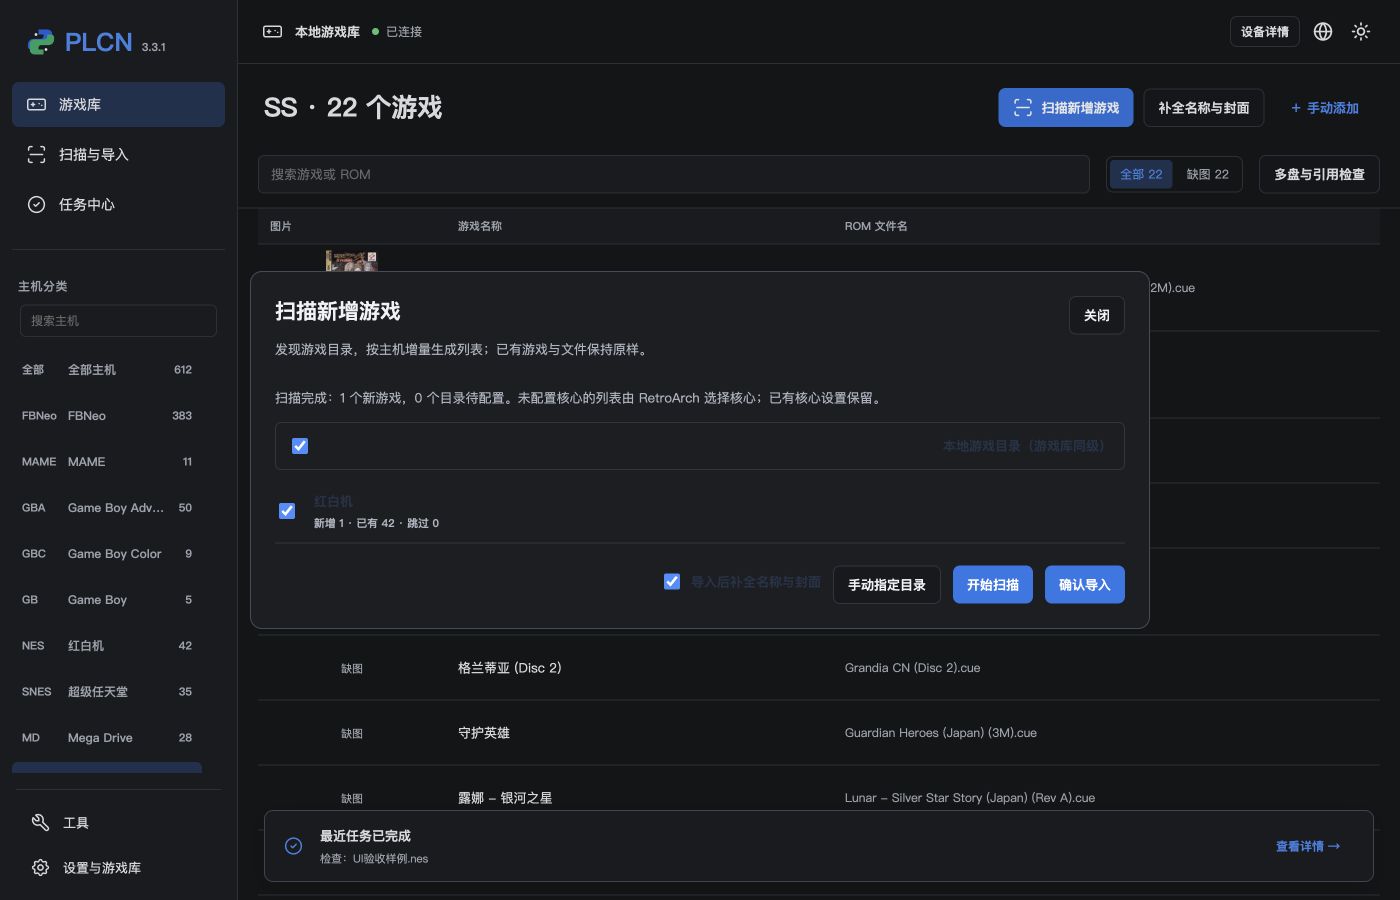 PLCN 3.3.1
游戏库
扫描与导入
任务中心
主机分类
搜索主机
全部 全部主机 612
FBNeo FBNeo 383
MAME MAME 11
GBA Game Boy Adv... 50
GBC Game Boy Color 9
GB Game Boy 5
NES 红白机 42
SNES 超级任天堂 35
MD Mega Drive 28
工具
设置与游戏库
本地游戏库 已连接
设备详情
SS · 22 个游戏
扫描新增游戏
补全名称与封面
+ 手动添加
搜索游戏或 ROM
全部 22 缺图 22
多盘与引用检查
图片 游戏名称 ROM 文件名
2M).cue
扫描新增游戏
关闭
发现游戏目录，按主机增量生成列表；已有游戏与文件保持原样。
扫描完成：1 个新游戏，0 个目录待配置。未配置核心的列表由 RetroArch 选择核心；已有核心设置保留。
本地游戏目录（游戏库同级）
红白机
新增 1 · 已有 42 · 跳过 0
导入后补全名称与封面
手动指定目录
开始扫描
确认导入
缺图 格兰蒂亚 (Disc 2) Grandia CN (Disc 2).cue
缺图 守护英雄 Guardian Heroes (Japan) (3M).cue
缺图 露娜 – 银河之星 Lunar – Silver Star Story (Japan) (Rev A).cue
最近任务已完成
检查：UI验收样例.nes
查看详情 →